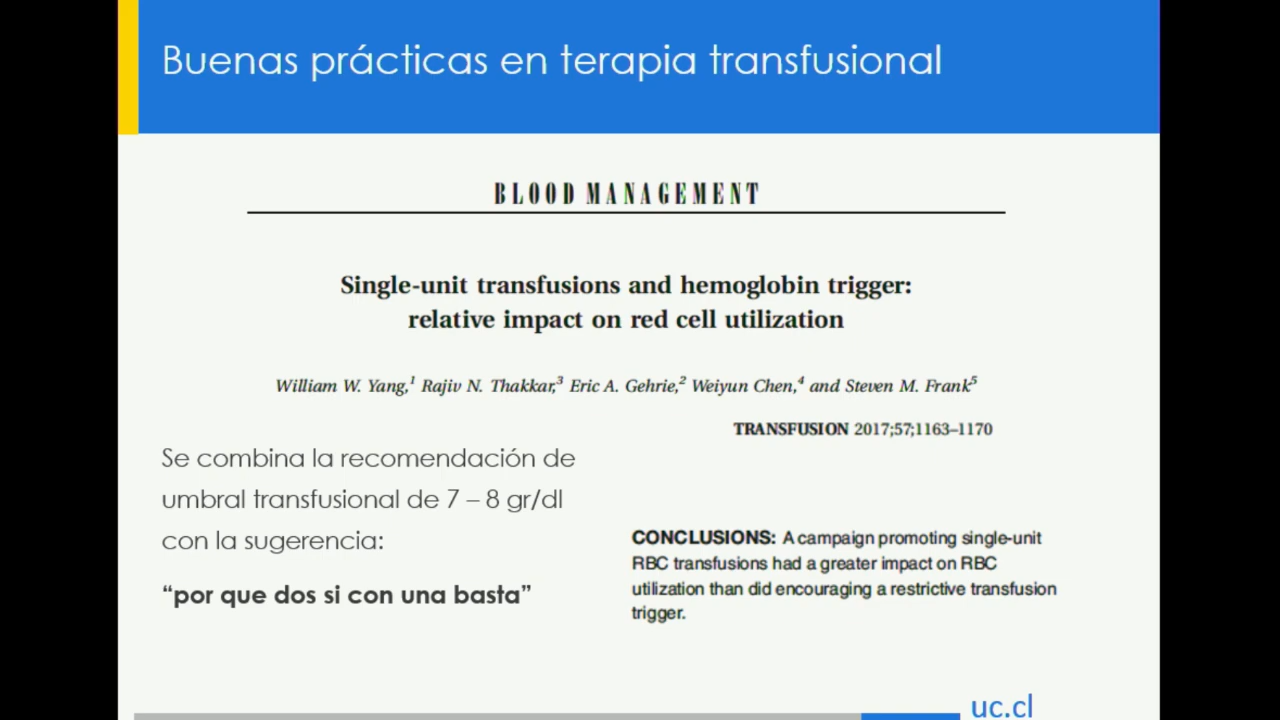 Buenas prácticas en terapia transfusional
BLOOD MANAGEMENT
Single-unit transfusions and hemoglobin trigger:
relative impact on red cell utilization
William W. Yang,1 Rajiv N. Thakkar,3 Eric A. Gehrie,2 Weiyun Chen,4 and Steven M. Frank5
TRANSFUSION 2017;57;1163–1170
Se combina la recomendación de
umbral transfusional de 7 – 8 gr/dl
con la sugerencia:
“por que dos si con una basta”
CONCLUSIONS: A campaign promoting single-unit
RBC transfusions had a greater impact on RBC
utilization than did encouraging a restrictive transfusion
trigger.
uc.cl